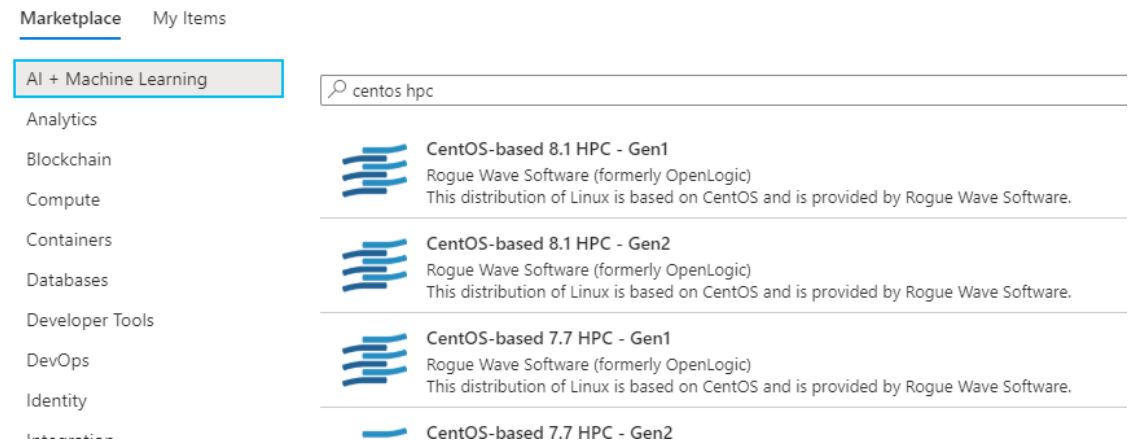 Marketplace My Items
AI + Machine Learning
Analytics
Blockchain
Compute
Containers
Databases
Developer Tools
DevOps
Identity
Integration
centos hpc
CentOS-based 8.1 HPC - Gen1
Rogue Wave Software (formerly OpenLogic)
This distribution of Linux is based on CentOS and is provided by Rogue Wave Software.
CentOS-based 8.1 HPC - Gen2
Rogue Wave Software (formerly OpenLogic)
This distribution of Linux is based on CentOS and is provided by Rogue Wave Software.
CentOS-based 7.7 HPC - Gen1
Rogue Wave Software (formerly OpenLogic)
This distribution of Linux is based on CentOS and is provided by Rogue Wave Software.
CentOS-based 7.7 HPC - Gen2